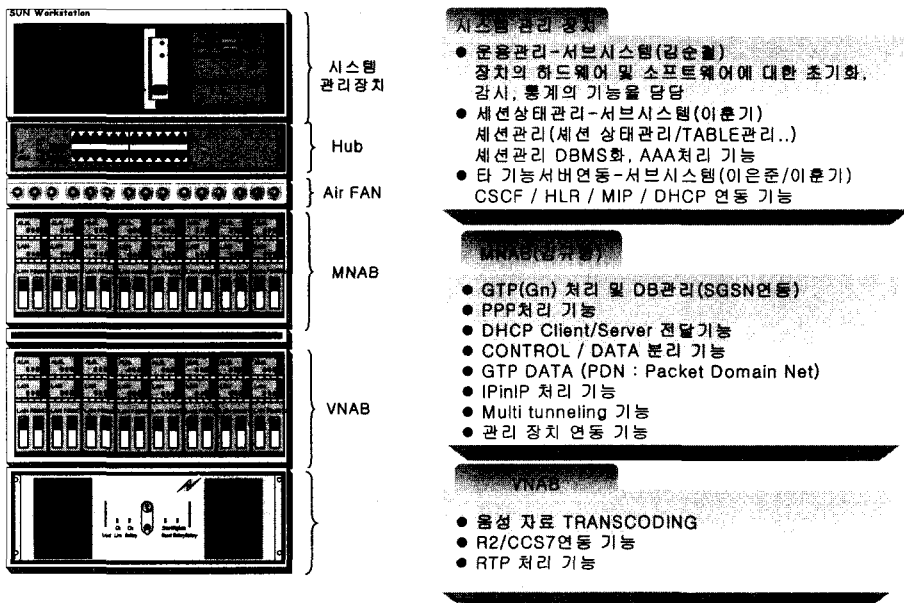 SUN Workstation
시스템
관리장치
Hub
Air FAN
MNAB
VNAB
시스템 관리 장치
● 운용관리-서브시스템(김순철)
장치의 하드웨어 및 소프트웨어에 대한 초기화,
감시, 통계의 기능을 담당
● 세션상태관리-서브시스템(이훈기)
세션관리(세션 상태관리/TABLE관리..)
세션관리 DBMS화, AAA처리 기능
● 타 기능서버연동-서브시스템(이은준/이훈기)
CSCF / HLR / MIP / DHCP 연동 기능
● GTP(Gn) 처리 및 DB관리(SGSN연동)
● PPP처리 기능
● DHCP Client/Server 전달기능
● CONTROL / DATA 분리 기능
● GTP DATA (PDN : Packet Domain Net)
● IPinIP 처리 기능
● Multi tunneling 기능
● 관리 장치 연동 기능
VNAB
● 음성 자료 TRANSCODING
● R2/CCS7연동 기능
● RTP 처리 기능